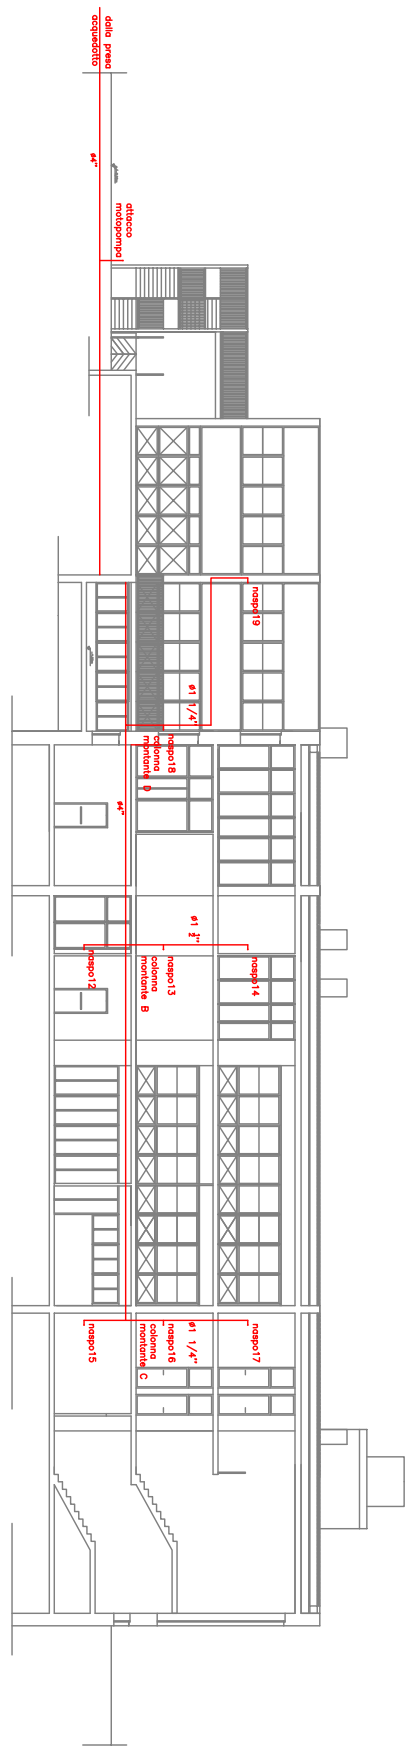 dalla presa
acquedotto
ø4"
attacco
motopompa
naspo19
ø1 1/4"
naspo18
colonna
montante D
ø4"
ø1 ½"
naspo14
naspo13
colonna
montante B
naspo12
ø1 1/4"
naspo17
naspo16
colonna
montante C
naspo15